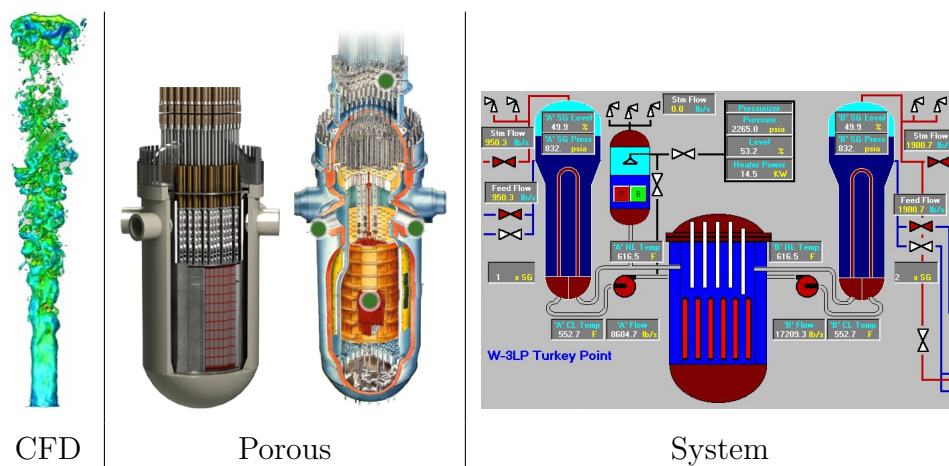 Stm Flow
0.0 lb/s
Pressurizer
Pressure
2265.0 psia
Level
53.2 %
Heater Power
14.5 KW
'A' SG Level
49.9 %
'A' SG Press
832. psia
'B' SG Level
49.9 %
'B' SG Press
832. psia
Stm Flow
950.3 lb/s
Stm Flow
1900.7 lb/s
Feed Flow
950.3 lb/s
Feed Flow
1900.7 lb/s
B
'A' HL Temp
616.5 F
'B' HL Temp
616.5 F
1 x SG
2 x SG
'A' CL Temp
552.7 F
'A' Flow
8604.7 lb/s
'B' Flow
17209.3 lb/s
'B' CL Temp
552.7 F
W-3LP Turkey Point
CFD
Porous
System